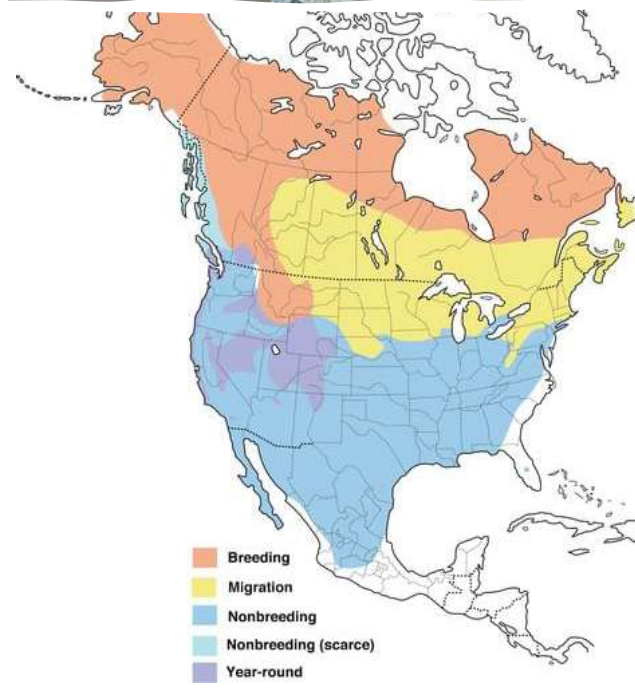 Breeding
Migration
Nonbreeding
Nonbreeding (scarce)
Year-round